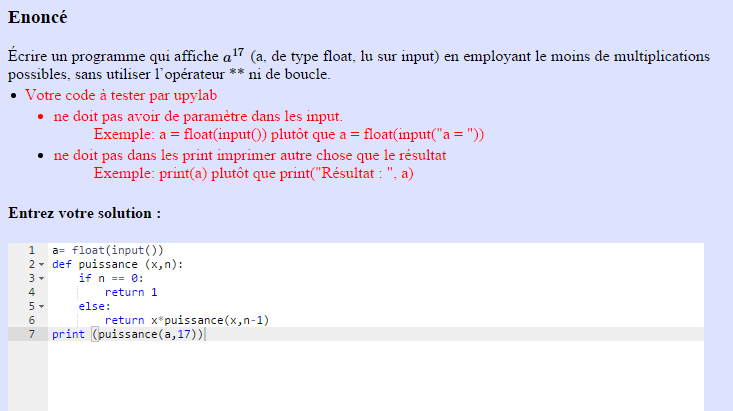 Enoncé
Écrire un programme qui affiche a¹⁷ (a, de type float, lu sur input) en employant le moins de multiplications
possibles, sans utiliser l'opérateur ** ni de boucle.
• Votre code à tester par upylab
• ne doit pas avoir de paramètre dans les input.
Exemple: a = float(input()) plutôt que a = float(input("a = "))
• ne doit pas dans les print imprimer autre chose que le résultat
Exemple: print(a) plutôt que print("Résultat : ", a)
Entrez votre solution :
1 a= float(input())
2 def puissance (x,n):
3 if n == 0:
4 return 1
5 else:
6 return x*puissance(x,n-1)
7 print (puissance(a,17))